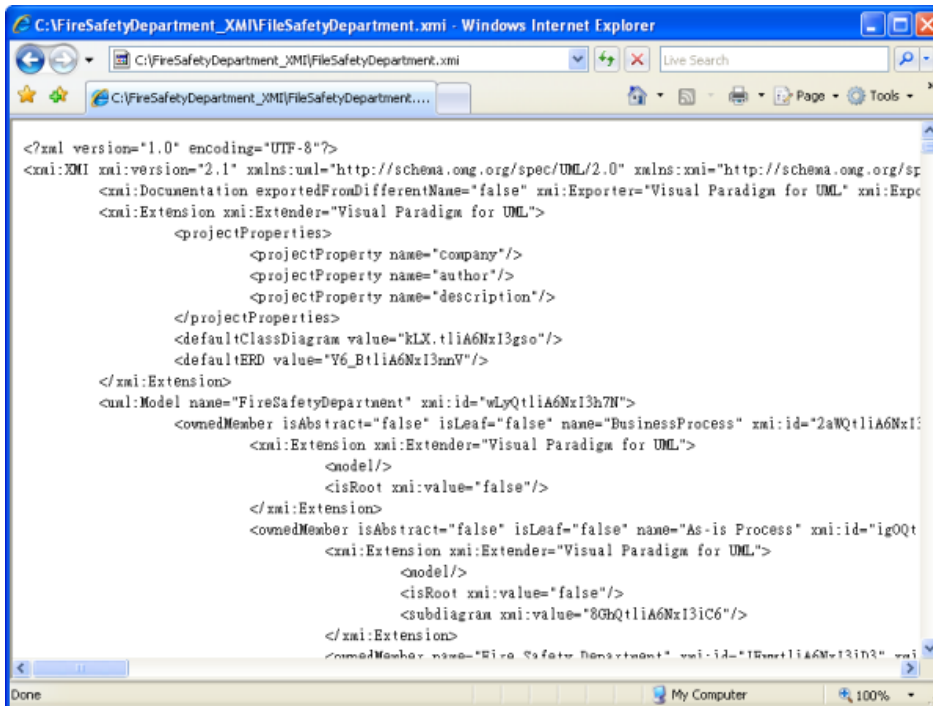 C:\FireSafetyDepartment_XMI\FileSafetyDepartment.xmi - Windows Internet Explorer
C:\FireSafetyDepartment_XMI\FileSafetyDepartment.xmi
Live Search
C:\FireSafetyDepartment_XMI\FileSafetyDepartment....
Page
Tools
<?xml version="1.0" encoding="UTF-8"?>
<xmi:XMI xmi:version="2.1" xmlns:uml="http://schema.omg.org/spec/UML/2.0" xmlns:xmi="http://schema.omg.org/sp
<xmi:Documentation exportedFromDifferentName="false" xmi:Exporter="Visual Paradigm for UML" xmi:Expo
<xmi:Extension xmi:Extender="Visual Paradigm for UML">
<projectProperties>
<projectProperty name="company"/>
<projectProperty name="author"/>
<projectProperty name="description"/>
</projectProperties>
<defaultClassDiagram value="kLX.tliA6NxI3gso"/>
<defaultERD value="Y6_BtliA6NxI3nnV"/>
</xmi:Extension>
<uml:Model name="FireSafetyDepartment" xmi:id="wLyQtliA6NxI3h7N">
<ownedMember isAbstract="false" isLeaf="false" name="BusinessProcess" xmi:id="2aWQtliA6NxI3
<xmi:Extension xmi:Extender="Visual Paradigm for UML">
<model/>
<isRoot xmi:value="false"/>
</xmi:Extension>
<ownedMember isAbstract="false" isLeaf="false" name="As-is Process" xmi:id="igOQt
<xmi:Extension xmi:Extender="Visual Paradigm for UML">
<model/>
<isRoot xmi:value="false"/>
<subdiagram xmi:value="8GhQtliA6NxI3iC6"/>
</xmi:Extension>
<ownedMember name="Fire Safety Department"
Done
My Computer
100%